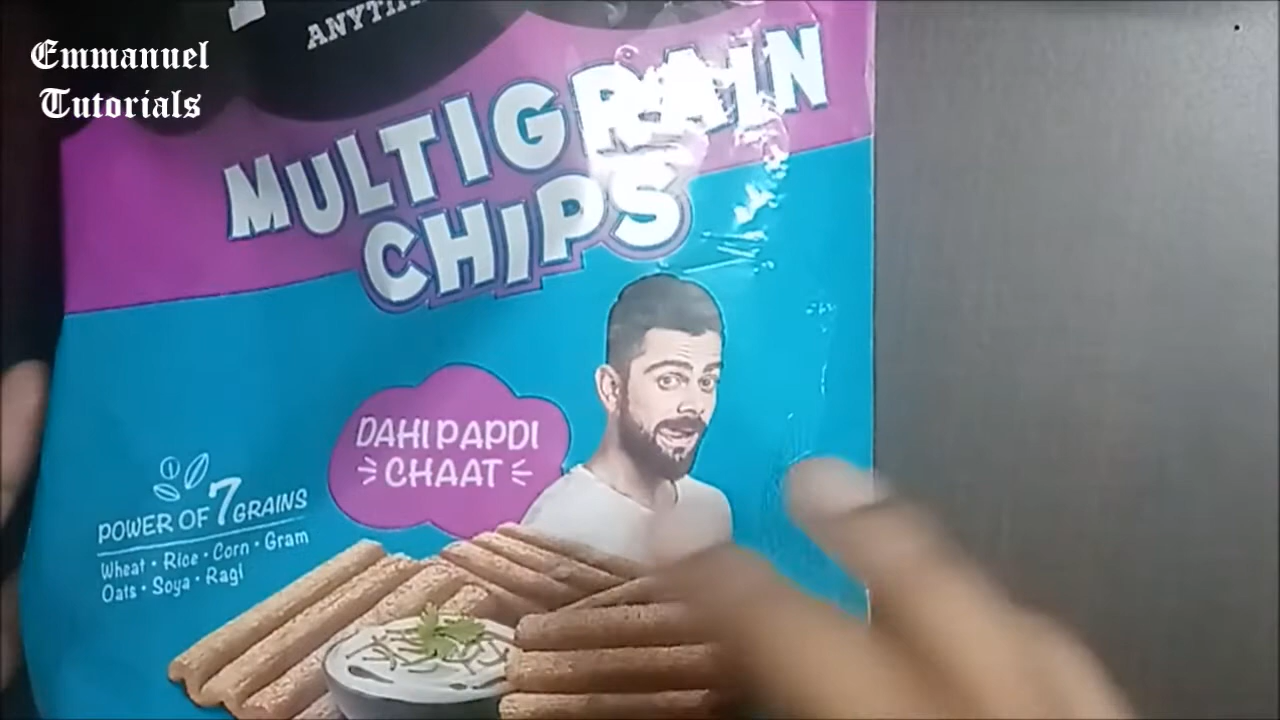 Emmanuel
Tutorials
MULTIGRAIN
CHIPS
DAHI PAPDI
CHAAT
POWER OF 7 GRAINS
Wheat • Rice • Corn • Gram
Oats • Soya • Ragi